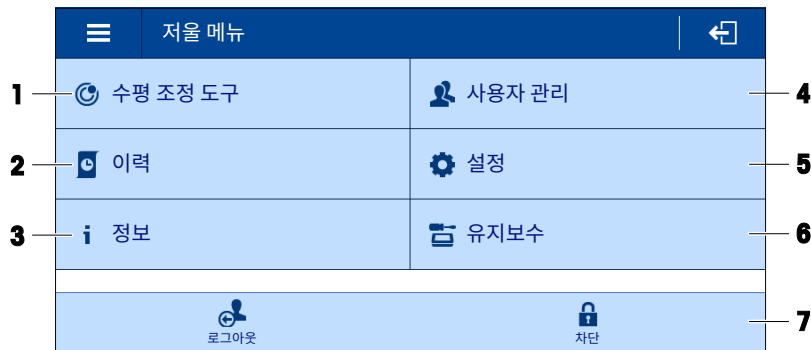 저울 메뉴
1 수평 조정 도구 사용자 관리 4
2 이력 설정 5
3 정보 유지보수 6
로그아웃 차단 7